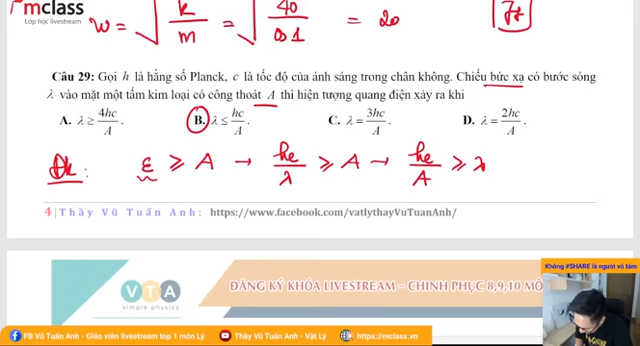 mclass
Lớp học livestream
W = √k/m = √40/0,1 = 20
Câu 29: Gọi h là hằng số Planck, c là tốc độ của ánh sáng trong chân không. Chiếu bức xạ có bước sóng
λ vào mặt một tấm kim loại có công thoát A thì hiện tượng quang điện xảy ra khi
A. λ ≥ 4hc/A. B. λ ≤ hc/A. C. λ = 3hc/A. D. λ = 2hc/A.
Đk: ε ≥ A → hc/λ ≥ A → hc/A ≥ λ
4 | Thầy Vũ Tuấn Anh: https://www.facebook.com/vatlythayVuTuanAnh/
Không #SHARE là người vô tâm
VTA
simple physics
ĐĂNG KÝ KHÓA LIVESTREAM – CHINH PHỤC 8,9,10 MÔ
FB Vũ Tuấn Anh - Giáo viên livestream top 1 môn Lý
Thầy Vũ Tuấn Anh - Vật Lý
https://mclass.vn